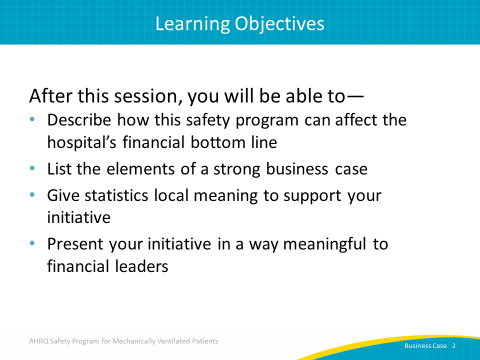 Learning Objectives
After this session, you will be able to—
• Describe how this safety program can affect the
hospital’s financial bottom line
• List the elements of a strong business case
• Give statistics local meaning to support your
initiative
• Present your initiative in a way meaningful to
financial leaders
AHRQ Safety Program for Mechanically Ventilated Patients
Business Case 2